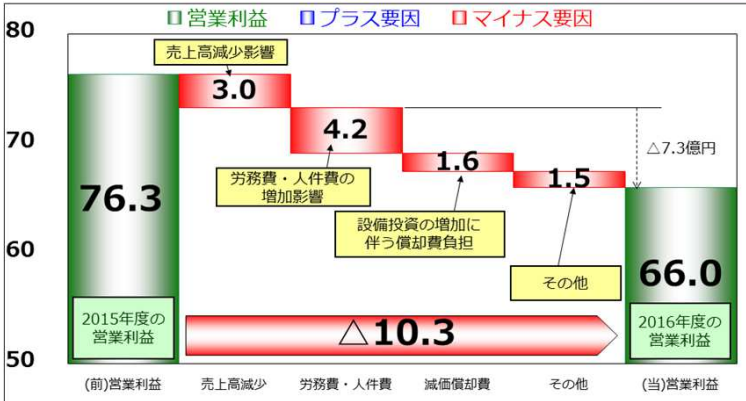 営業利益 プラス要因 マイナス要因
80
70
60
50
売上高減少影響
3.0
4.2
1.6
1.5
△7.3億円
労務費・人件費の
増加影響
設備投資の増加に
伴う償却費負担
その他
76.3
66.0
2015年度の
営業利益
△10.3
2016年度の
営業利益
(前)営業利益 売上高減少 労務費・人件費 減価償却費 その他 (当)営業利益